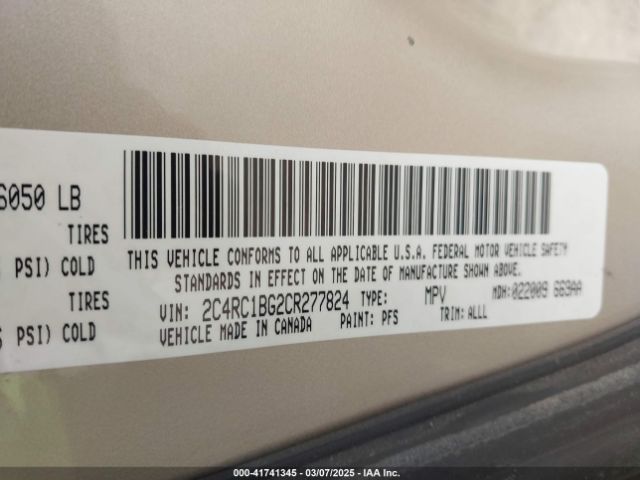 6050 LB
TIRES
PSI) COLD
TIRES
PSI) COLD
THIS VEHICLE CONFORMS TO ALL APPLICABLE U.S.A. FEDERAL MOTOR VEHICLE SAFETY
STANDARDS IN EFFECT ON THE DATE OF MANUFACTURE SHOWN ABOVE.
VIN: 2C4RC1BG2CR277824 TYPE: MPV MDH:022009 669AA
VEHICLE MADE IN CANADA PAINT: PFS TRIM: ALLL
000-41741345 — 03/07/2025 — IAA Inc.